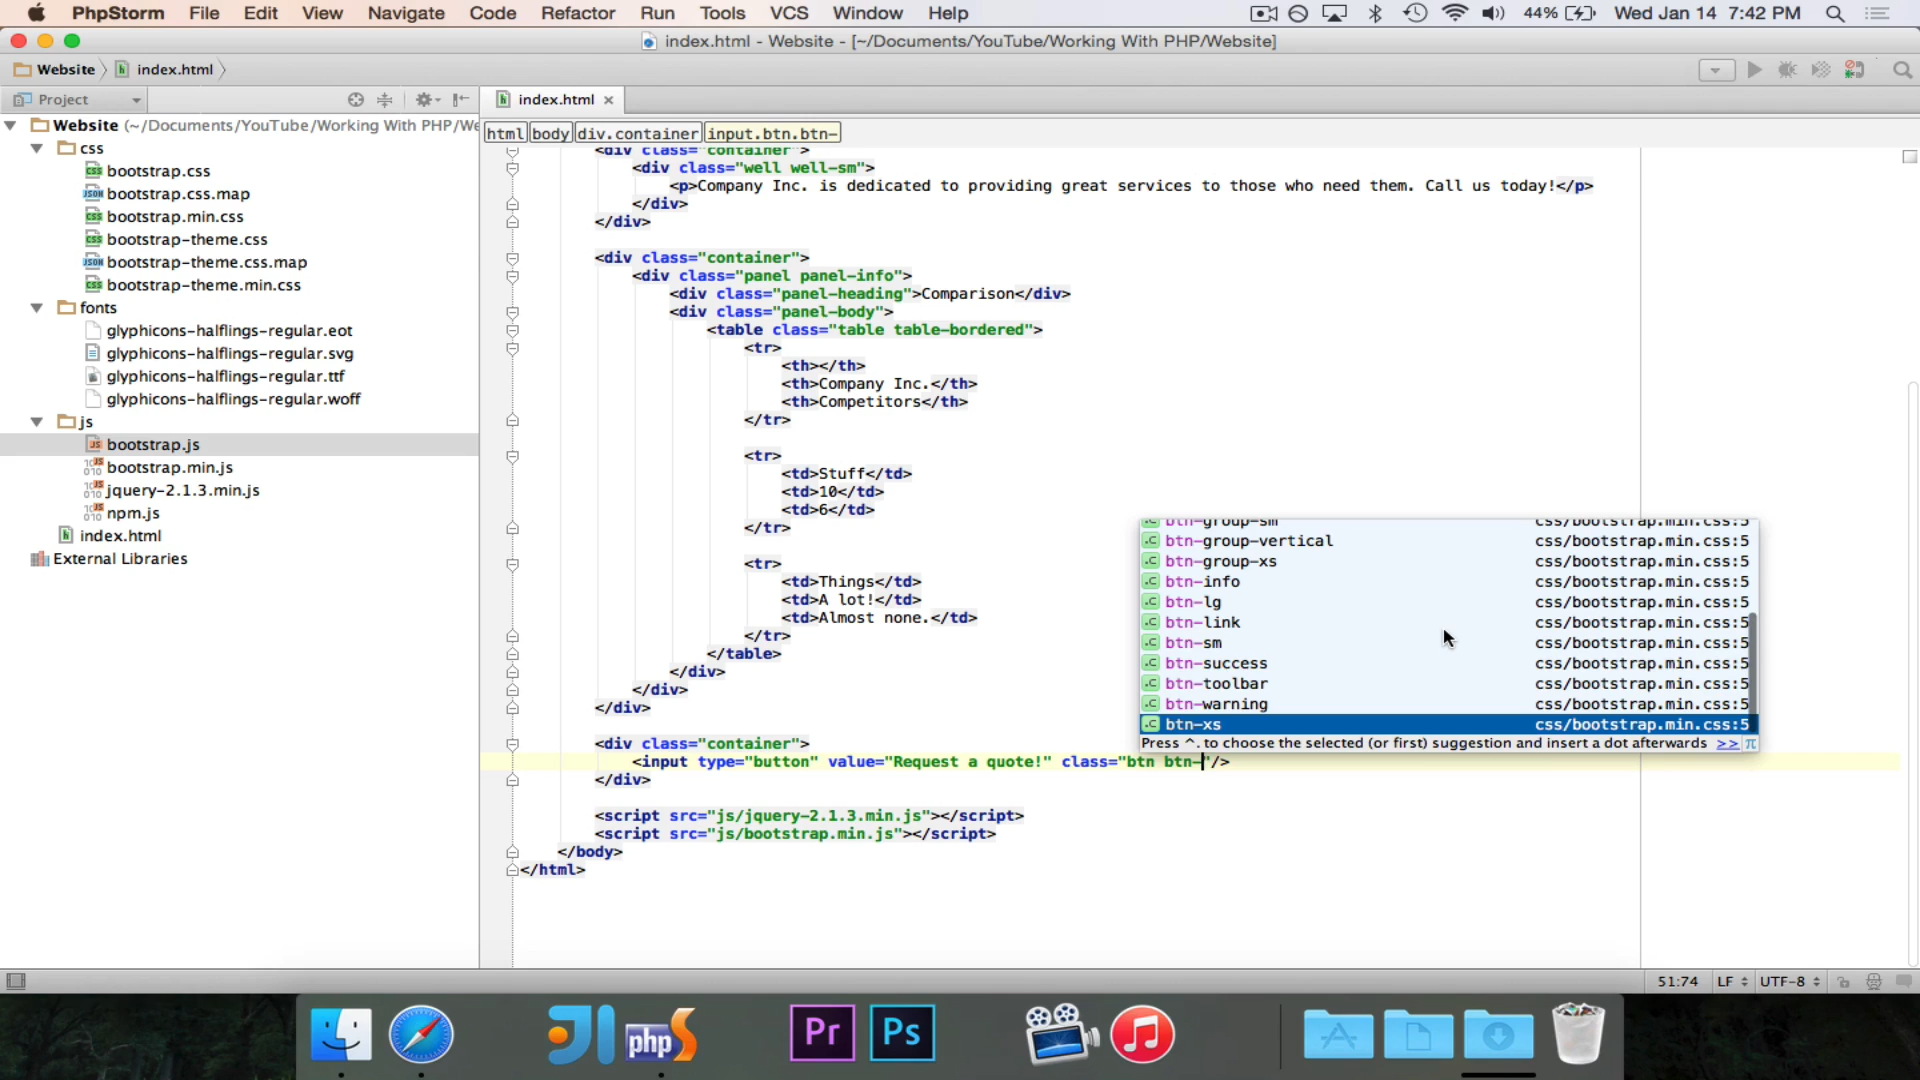 PhpStorm File Edit View Navigate Code Refactor Run Tools VCS Window Help 44% Wed Jan 14 7:42 PM
index.html - Website - [~/Documents/YouTube/Working With PHP/Website]
Website index.html
Project
index.html
Website (~/Documents/YouTube/Working With PHP/We
css
bootstrap.css
bootstrap.css.map
bootstrap.min.css
bootstrap-theme.css
bootstrap-theme.css.map
bootstrap-theme.min.css
fonts
glyphicons-halflings-regular.eot
glyphicons-halflings-regular.svg
glyphicons-halflings-regular.ttf
glyphicons-halflings-regular.woff
js
bootstrap.js
bootstrap.min.js
jquery-2.1.3.min.js
npm.js
index.html
External Libraries
html body div.container input.btn.btn-
<div class="container">
<div class="well well-sm">
<p>Company Inc. is dedicated to providing great services to those who need them. Call us today!</p>
</div>
</div>
<div class="container">
<div class="panel panel-info">
<div class="panel-heading">Comparison</div>
<div class="panel-body">
<table class="table table-bordered">
<tr>
<th></th>
<th>Company Inc.</th>
<th>Competitors</th>
</tr>
<tr>
<td>Stuff</td>
<td>10</td>
<td>6</td>
</tr>
<tr>
<td>Things</td>
<td>A lot!</td>
<td>Almost none.</td>
</tr>
</table>
</div>
</div>
</div>
<div class="container">
<input type="button" value="Request a quote!" class="btn btn-"/>
</div>
<script src="js/jquery-2.1.3.min.js"></script>
<script src="js/bootstrap.min.js"></script>
</body>
</html>
btn-group-sm css/bootstrap.min.css:5
btn-group-vertical css/bootstrap.min.css:5
btn-group-xs css/bootstrap.min.css:5
btn-info css/bootstrap.min.css:5
btn-lg css/bootstrap.min.css:5
btn-link css/bootstrap.min.css:5
btn-sm css/bootstrap.min.css:5
btn-success css/bootstrap.min.css:5
btn-toolbar css/bootstrap.min.css:5
btn-warning css/bootstrap.min.css:5
btn-xs css/bootstrap.min.css:5
Press ^. to choose the selected (or first) suggestion and insert a dot afterwards >> π
51:74 LF UTF-8
JI php Pr Ps